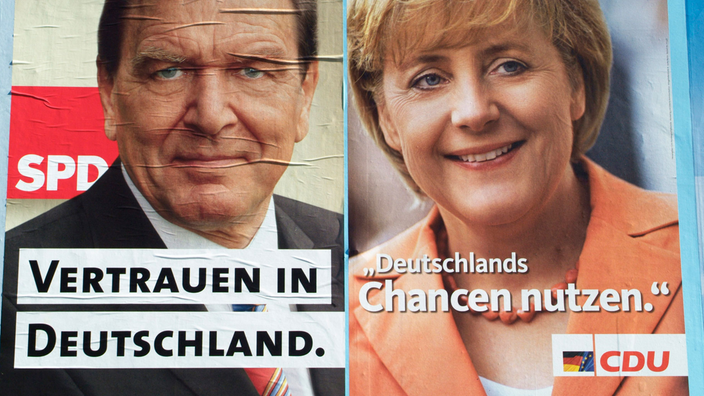 SPD
VERTRAUEN IN
DEUTSCHLAND.
„Deutschlands
Chancen nutzen.“
CDU